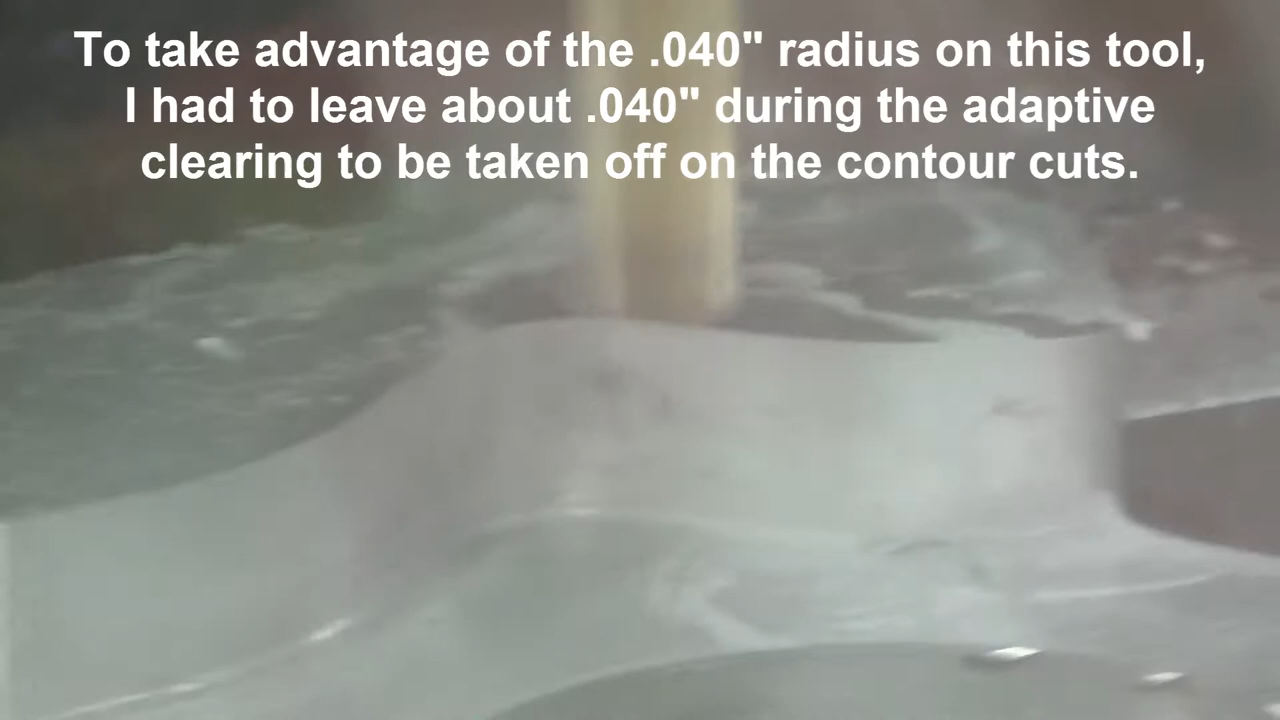 To take advantage of the .040" radius on this tool,
I had to leave about .040" during the adaptive
clearing to be taken off on the contour cuts.